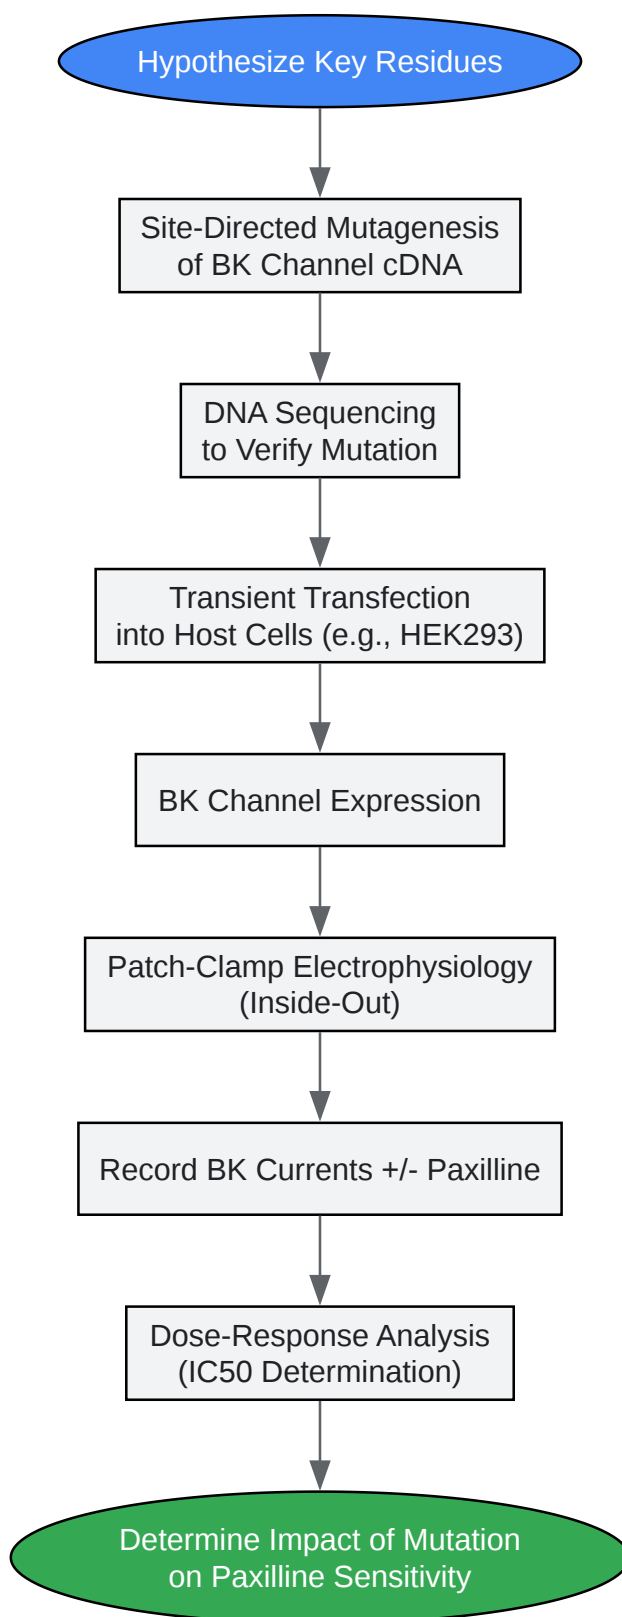 Hypothesize Key Residues
Site-Directed Mutagenesis
of BK Channel cDNA
DNA Sequencing
to Verify Mutation
Transient Transfection
into Host Cells (e.g., HEK293)
BK Channel Expression
Patch-Clamp Electrophysiology
(Inside-Out)
Record BK Currents +/- Paxilline
Dose-Response Analysis
(IC50 Determination)
Determine Impact of Mutation
on Paxilline Sensitivity